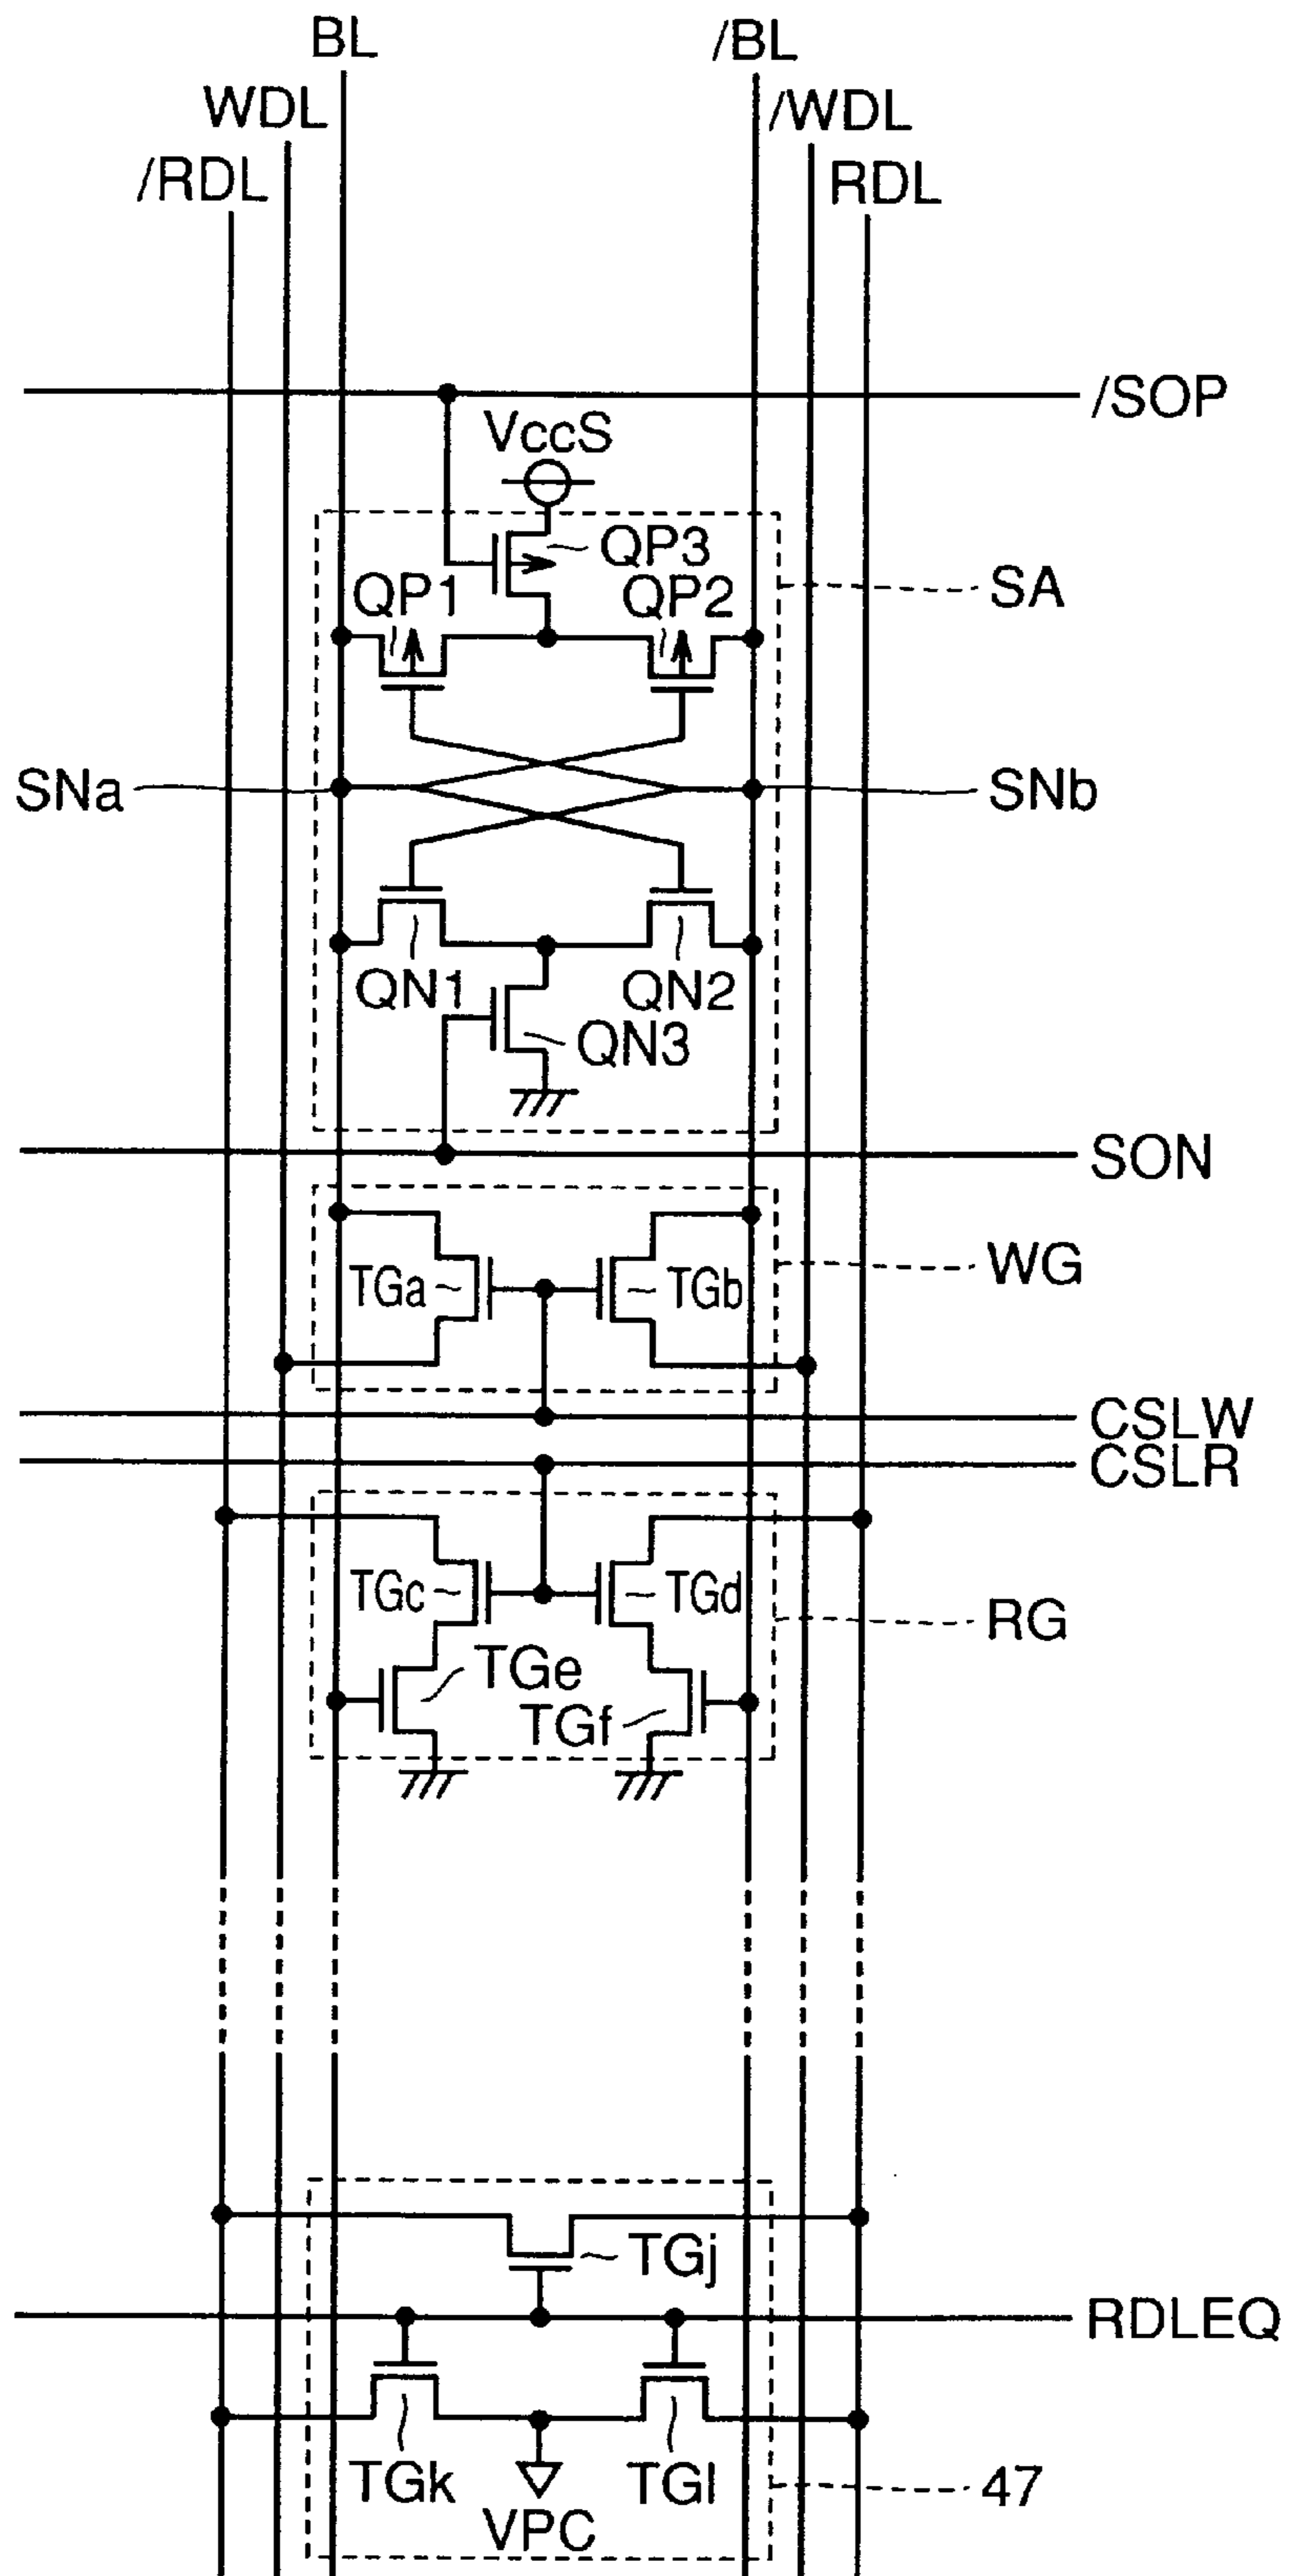 BL
/BL
WDL
/WDL
/RDL
RDL
/SOP
VccS
QP3
SA
QP1
QP2
SNa
SNb
QN1
QN2
QN3
SON
WG
TGa
TGb
CSLW
CSLR
TGc
TGd
RG
TGe
TGf
TGj
RDLEQ
TGk
TGl
47
VPC